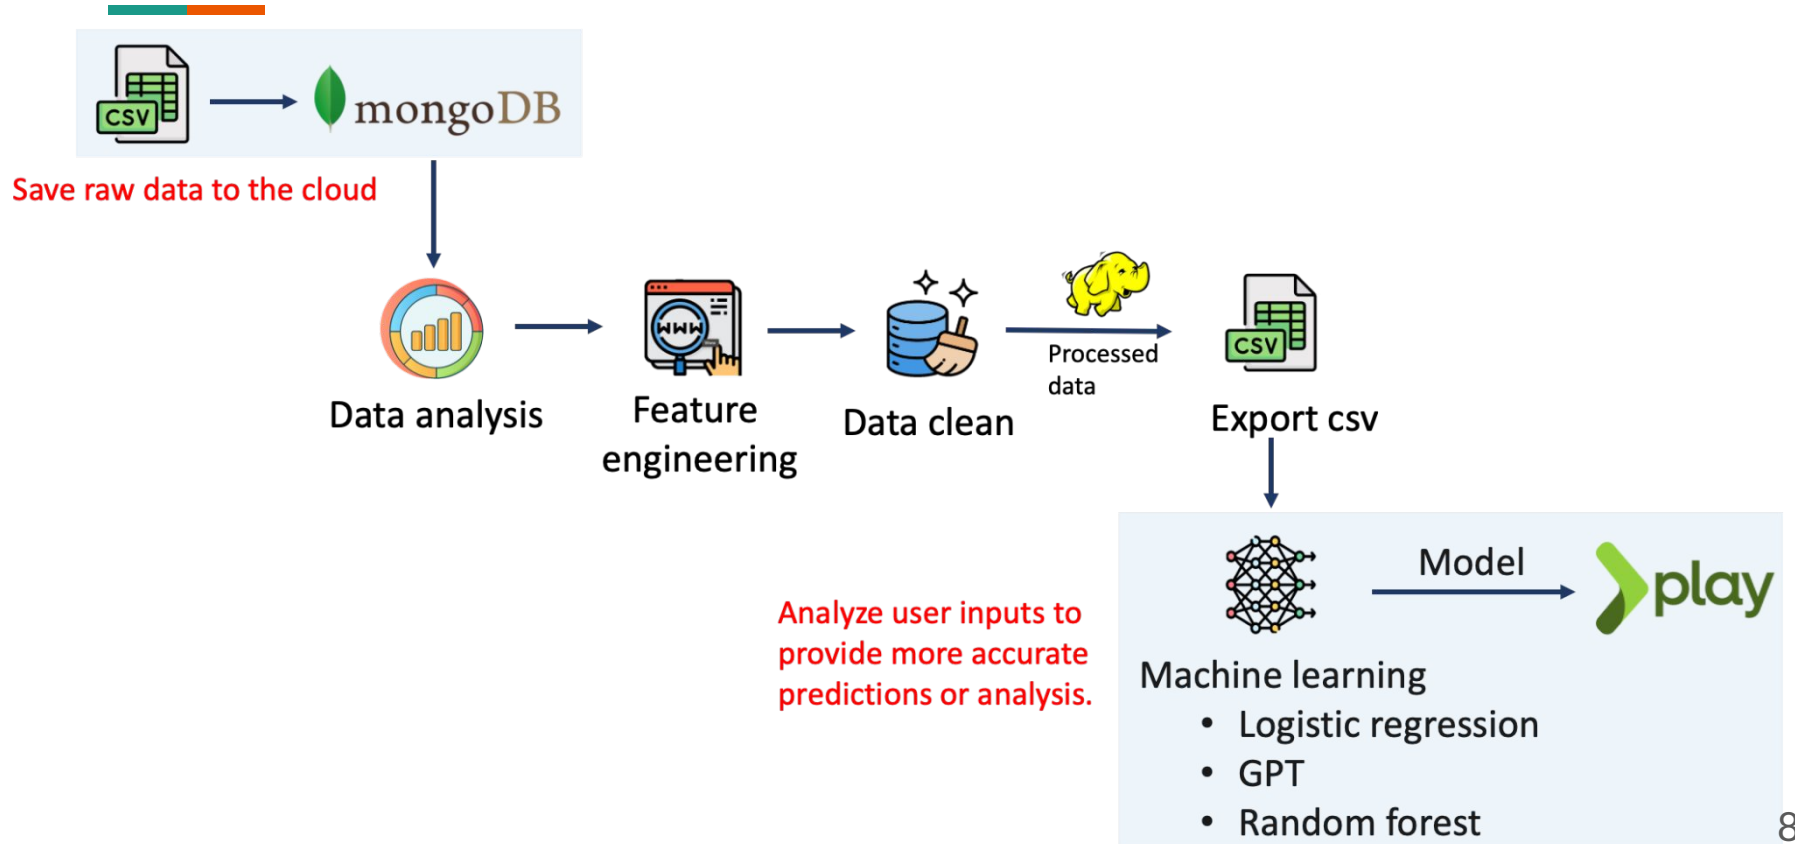 CSV
mongoDB
Save raw data to the cloud
Data analysis
www
Feature
engineering
Data clean
Processed
data
CSV
Export csv
Analyze user inputs to
provide more accurate
predictions or analysis.
Model
play
Machine learning
• Logistic regression
• GPT
• Random forest
8